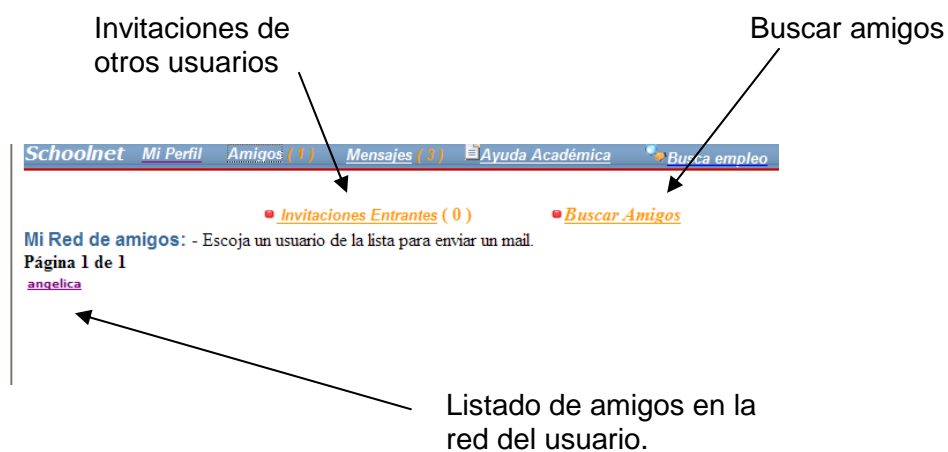 Invitaciones de
otros usuarios
Buscar amigos
Schoolnet Mi Perfil Amigos ( 1 ) Mensajes ( 3 ) Ayuda Académica Busca empleo
Invitaciones Entrantes ( 0 ) Buscar Amigos
Mi Red de amigos: - Escoja un usuario de la lista para enviar un mail.
Página 1 de 1
angelica
Listado de amigos en la
red del usuario.